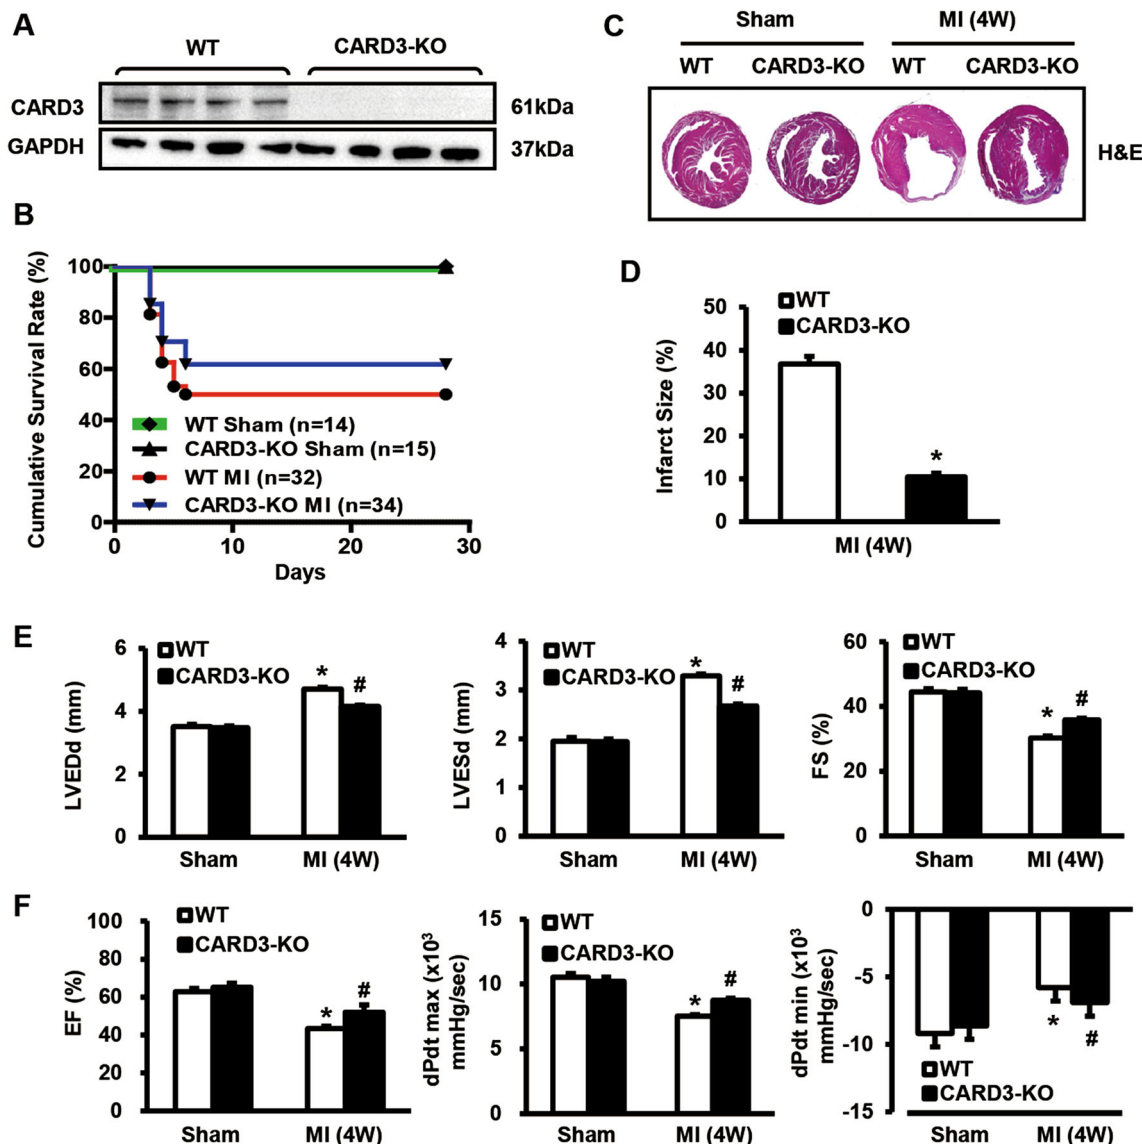 A
WT CARD3-KO
CARD3 61kDa
GAPDH 37kDa
B
Cumulative Survival Rate (%)
100
80
60
40
20
0
WT Sham (n=14)
CARD3-KO Sham (n=15)
WT MI (n=32)
CARD3-KO MI (n=34)
0 10 20 30
Days
C
Sham MI (4W)
WT CARD3-KO WT CARD3-KO
H&E
D
Infarct Size (%)
50
40
30
20
10
0
WT
CARD3-KO
*
MI (4W)
E
LVEDd (mm)
6
4
2
0
WT
CARD3-KO
* #
Sham MI (4W)
LVESd (mm)
4
3
2
1
0
WT
CARD3-KO
* #
Sham MI (4W)
FS (%)
60
40
20
0
WT
CARD3-KO
* #
Sham MI (4W)
F
EF (%)
100
80
60
40
20
0
WT
CARD3-KO
* #
Sham MI (4W)
dPdt max (x10³
mmHg/sec)
15
10
5
0
WT
CARD3-KO
* #
Sham MI (4W)
dPdt min (x10³
mmHg/sec)
0
-5
-10
-15
* #
WT
CARD3-KO
Sham MI (4W)